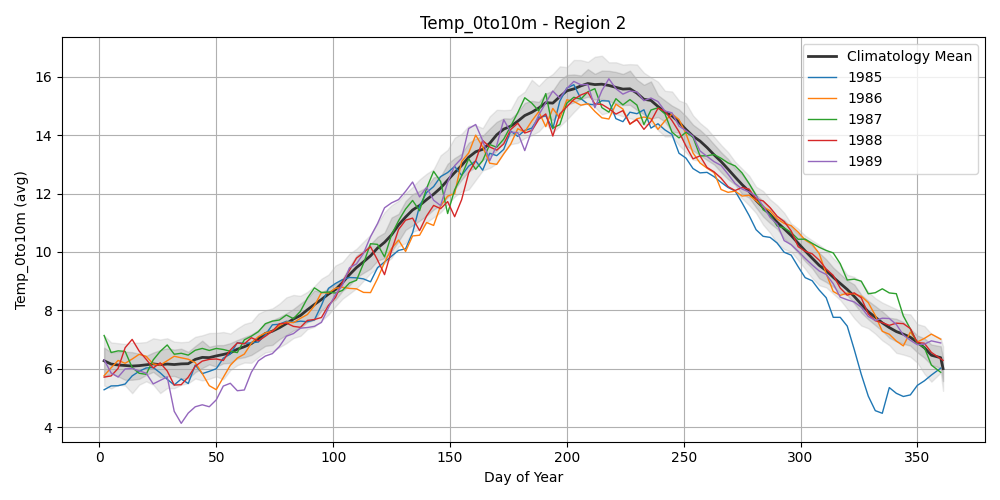 Temp_0to10m - Region 2
Temp_0to10m (avg)
16
14
12
10
8
6
4
Climatology Mean
1985
1986
1987
1988
1989
0 50 100 150 200 250 300 350
Day of Year